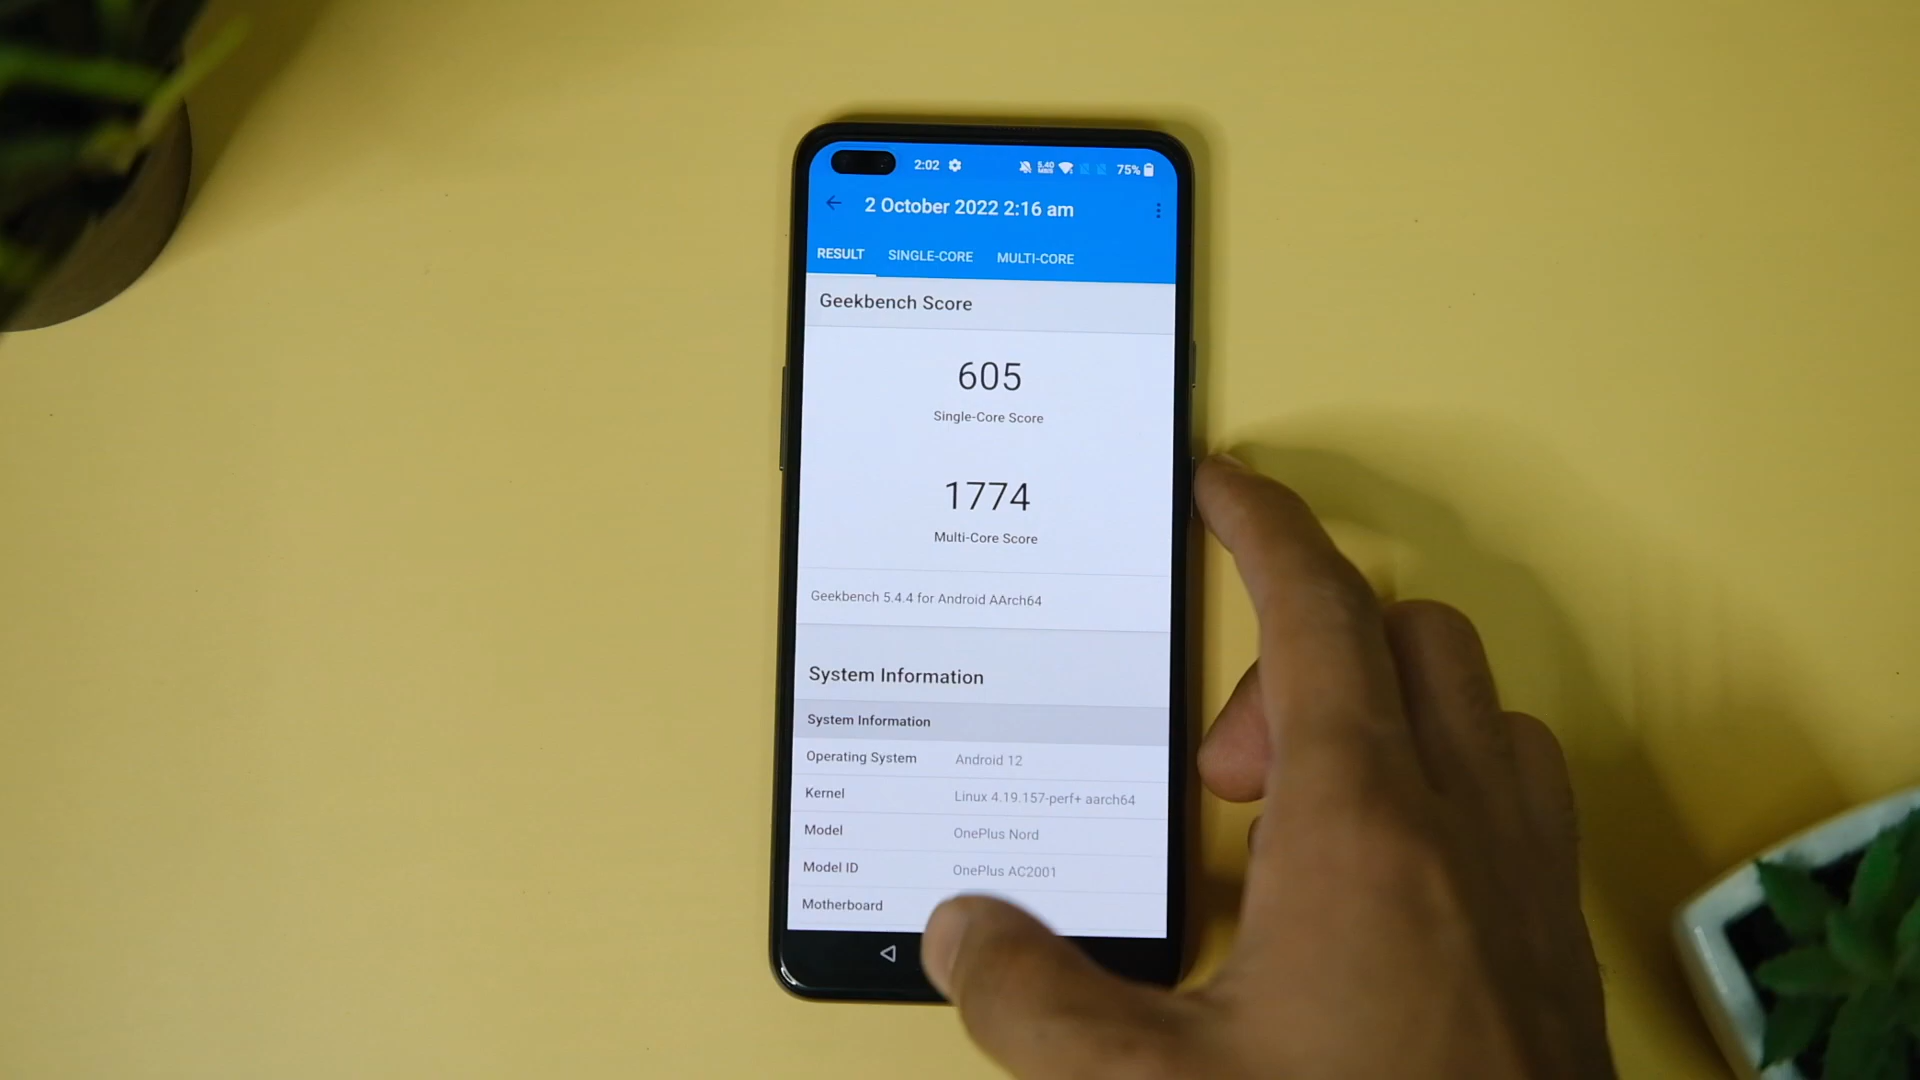 2:02 5.40 75%
2 October 2022 2:16 am
RESULT SINGLE-CORE MULTI-CORE
Geekbench Score
605
Single-Core Score
1774
Multi-Core Score
Geekbench 5.4.4 for Android AArch64
System Information
System Information
Operating System Android 12
Kernel Linux 4.19.157-perf+ aarch64
Model OnePlus Nord
Model ID OnePlus AC2001
Motherboard